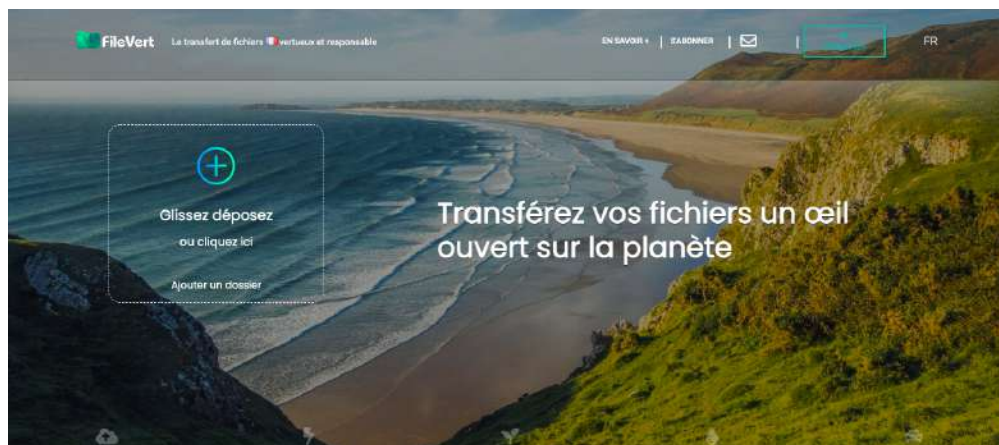 FileVert
La transfert de fichiers vertueux et responsable
EN SAVOIR +
S'ABONNER
FR
Glissez déposez
ou cliquez ici
Ajouter un dossier
Transférez vos fichiers un œil
ouvert sur la planète